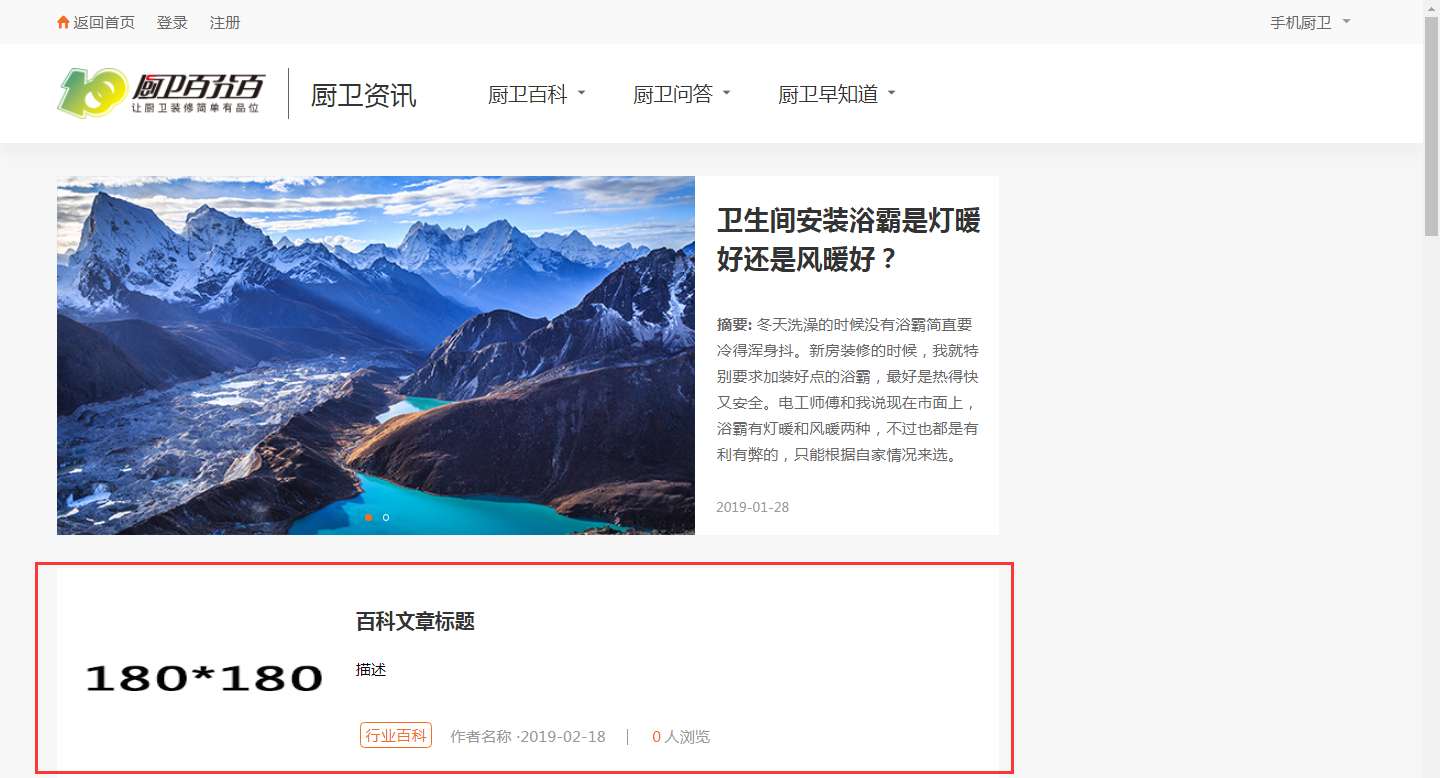 返回首页 登录 注册 手机厨卫
厨卫百分百
让厨卫装修简单有品位
厨卫资讯 厨卫百科 厨卫问答 厨卫早知道
卫生间安装浴霸是灯暖
好还是风暖好？
摘要: 冬天洗澡的时候没有浴霸简直要
冷得浑身抖。新房装修的时候，我就特
别要求加装好点的浴霸，最好是热得快
又安全。电工师傅和我说现在市面上，
浴霸有灯暖和风暖两种，不过也都是有
利有弊的，只能根据自家情况来选。
2019-01-28
百科文章标题
180*180
描述
行业百科 作者名称 ·2019-02-18 | 0 人浏览